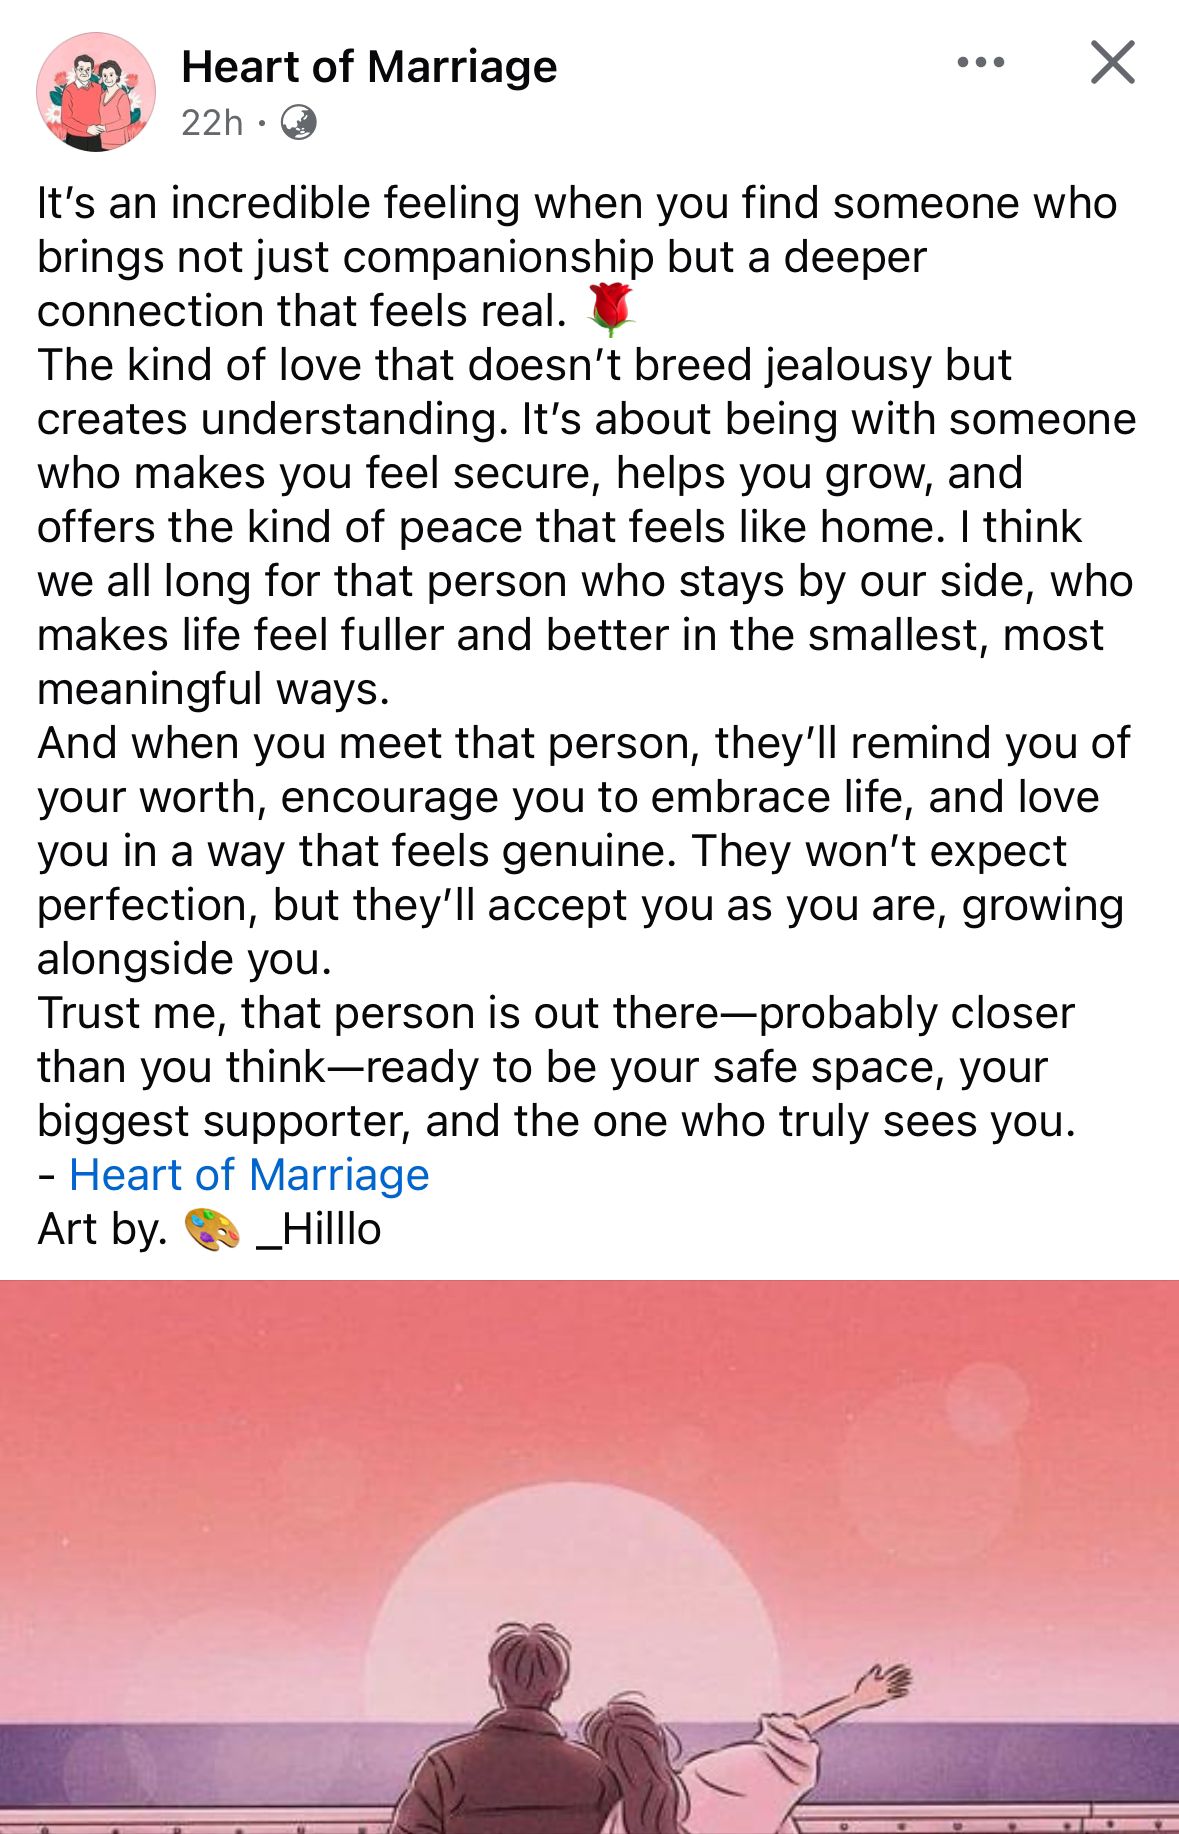 Heart of Marriage
22h ·
It’s an incredible feeling when you find someone who
brings not just companionship but a deeper
connection that feels real. 🌹
The kind of love that doesn’t breed jealousy but
creates understanding. It’s about being with someone
who makes you feel secure, helps you grow, and
offers the kind of peace that feels like home. I think
we all long for that person who stays by our side, who
makes life feel fuller and better in the smallest, most
meaningful ways.
And when you meet that person, they’ll remind you of
your worth, encourage you to embrace life, and love
you in a way that feels genuine. They won’t expect
perfection, but they’ll accept you as you are, growing
alongside you.
Trust me, that person is out there—probably closer
than you think—ready to be your safe space, your
biggest supporter, and the one who truly sees you.
- Heart of Marriage
Art by. 🎨 _Hilllo